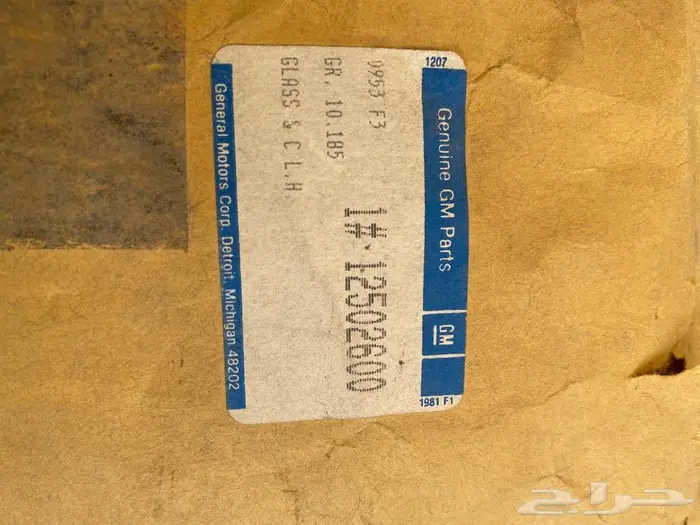 1207
Genuine GM Parts
GM
1981 F1
0953 F3
GR. 10.185
1#·12502600
GLASS & C L.H.
General Motors Corp. Detroit, Michigan 48202
حراج